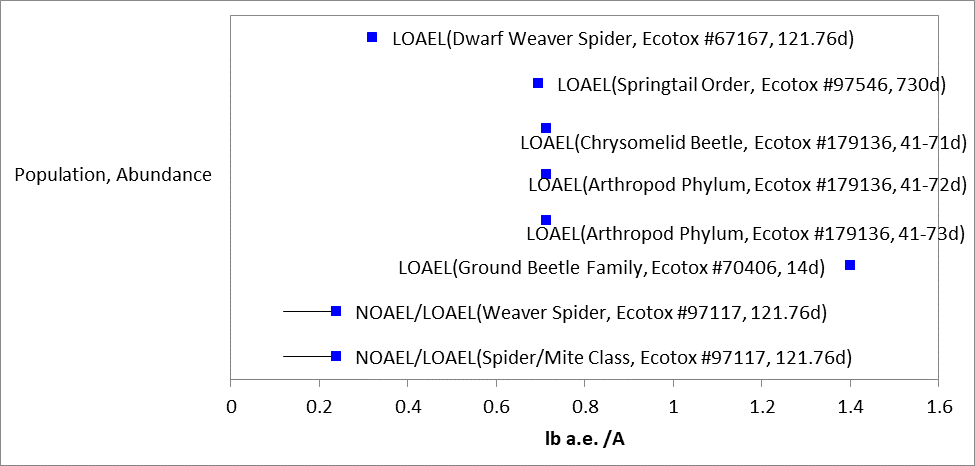 LOAEL(Dwarf Weaver Spider, Ecotox #67167, 121.76d)
LOAEL(Springtail Order, Ecotox #97546, 730d)
LOAEL(Chrysomelid Beetle, Ecotox #179136, 41-71d)
Population, Abundance
LOAEL(Arthropod Phylum, Ecotox #179136, 41-72d)
LOAEL(Arthropod Phylum, Ecotox #179136, 41-73d)
LOAEL(Ground Beetle Family, Ecotox #70406, 14d)
NOAEL/LOAEL(Weaver Spider, Ecotox #97117, 121.76d)
NOAEL/LOAEL(Spider/Mite Class, Ecotox #97117, 121.76d)
0 0.2 0.4 0.6 0.8 1 1.2 1.4 1.6
lb a.e. /A